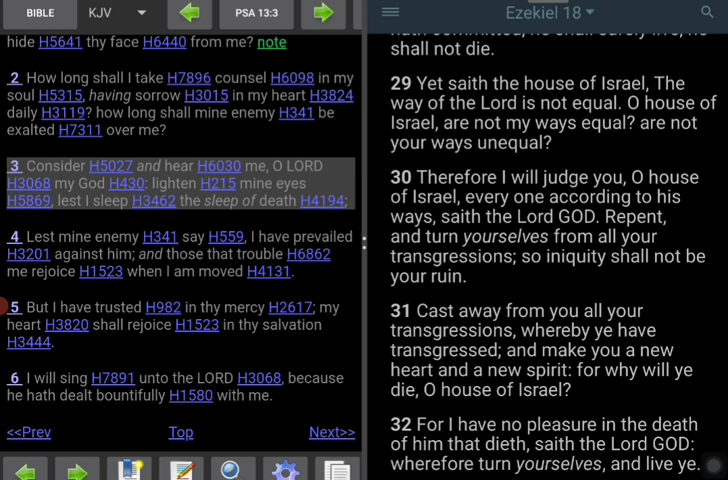 BIBLE KJV PSA 13:3
hide H5641 thy face H6440 from me? note
2 How long shall I take H7896 counsel H6098 in my
soul H5315, having sorrow H3015 in my heart H3824
daily H3119? how long shall mine enemy H341 be
exalted H7311 over me?
3 Consider H5027 and hear H6030 me, O LORD
H3068 my God H430: lighten H215 mine eyes
H5869, lest I sleep H3462 the sleep of death H4194;
4 Lest mine enemy H341 say H559, I have prevailed
H3201 against him; and those that trouble H6862
me rejoice H1523 when I am moved H4131.
5 But I have trusted H982 in thy mercy H2617; my
heart H3820 shall rejoice H1523 in thy salvation
H3444.
6 I will sing H7891 unto the LORD H3068, because
he hath dealt bountifully H1580 with me.
<<Prev Top Next>>
Ezekiel 18
shall not die.
29 Yet saith the house of Israel, The
way of the Lord is not equal. O house of
Israel, are not my ways equal? are not
your ways unequal?
30 Therefore I will judge you, O house
of Israel, every one according to his
ways, saith the Lord GOD. Repent,
and turn yourselves from all your
transgressions; so iniquity shall not be
your ruin.
31 Cast away from you all your
transgressions, whereby ye have
transgressed; and make you a new
heart and a new spirit: for why will ye
die, O house of Israel?
32 For I have no pleasure in the death
of him that dieth, saith the Lord GOD:
wherefore turn yourselves, and live ye.